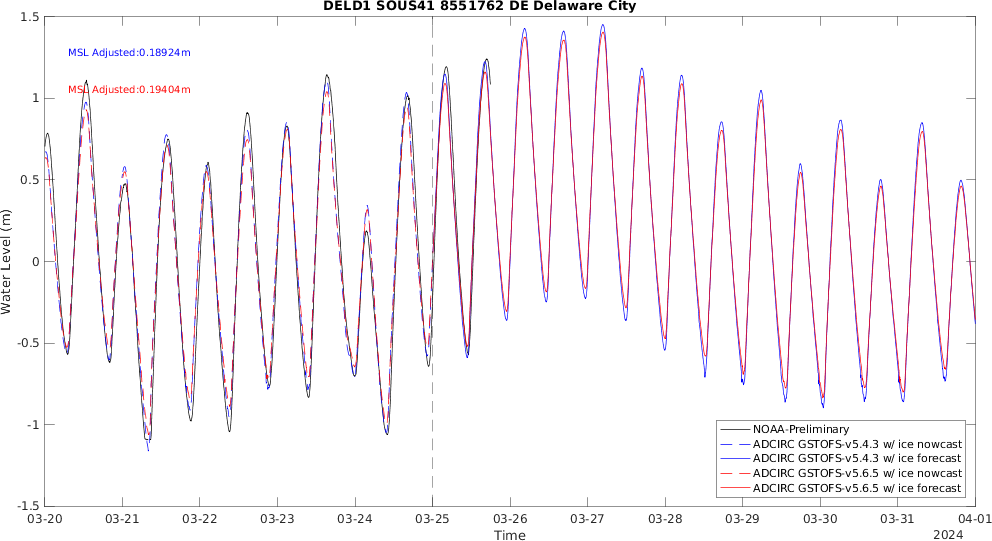 DELD1 SOUS41 8551762 DE Delaware City
MSL Adjusted:0.18924m
MSL Adjusted:0.19404m
Water Level (m)
1.5
1
0.5
0
-0.5
-1
-1.5
NOAA-Preliminary
ADCIRC GSTOFS-v5.4.3 w/ ice nowcast
ADCIRC GSTOFS-v5.4.3 w/ ice forecast
ADCIRC GSTOFS-v5.6.5 w/ ice nowcast
ADCIRC GSTOFS-v5.6.5 w/ ice forecast
03-20 03-21 03-22 03-23 03-24 03-25 03-26 03-27 03-28 03-29 03-30 03-31 04-01
Time
2024